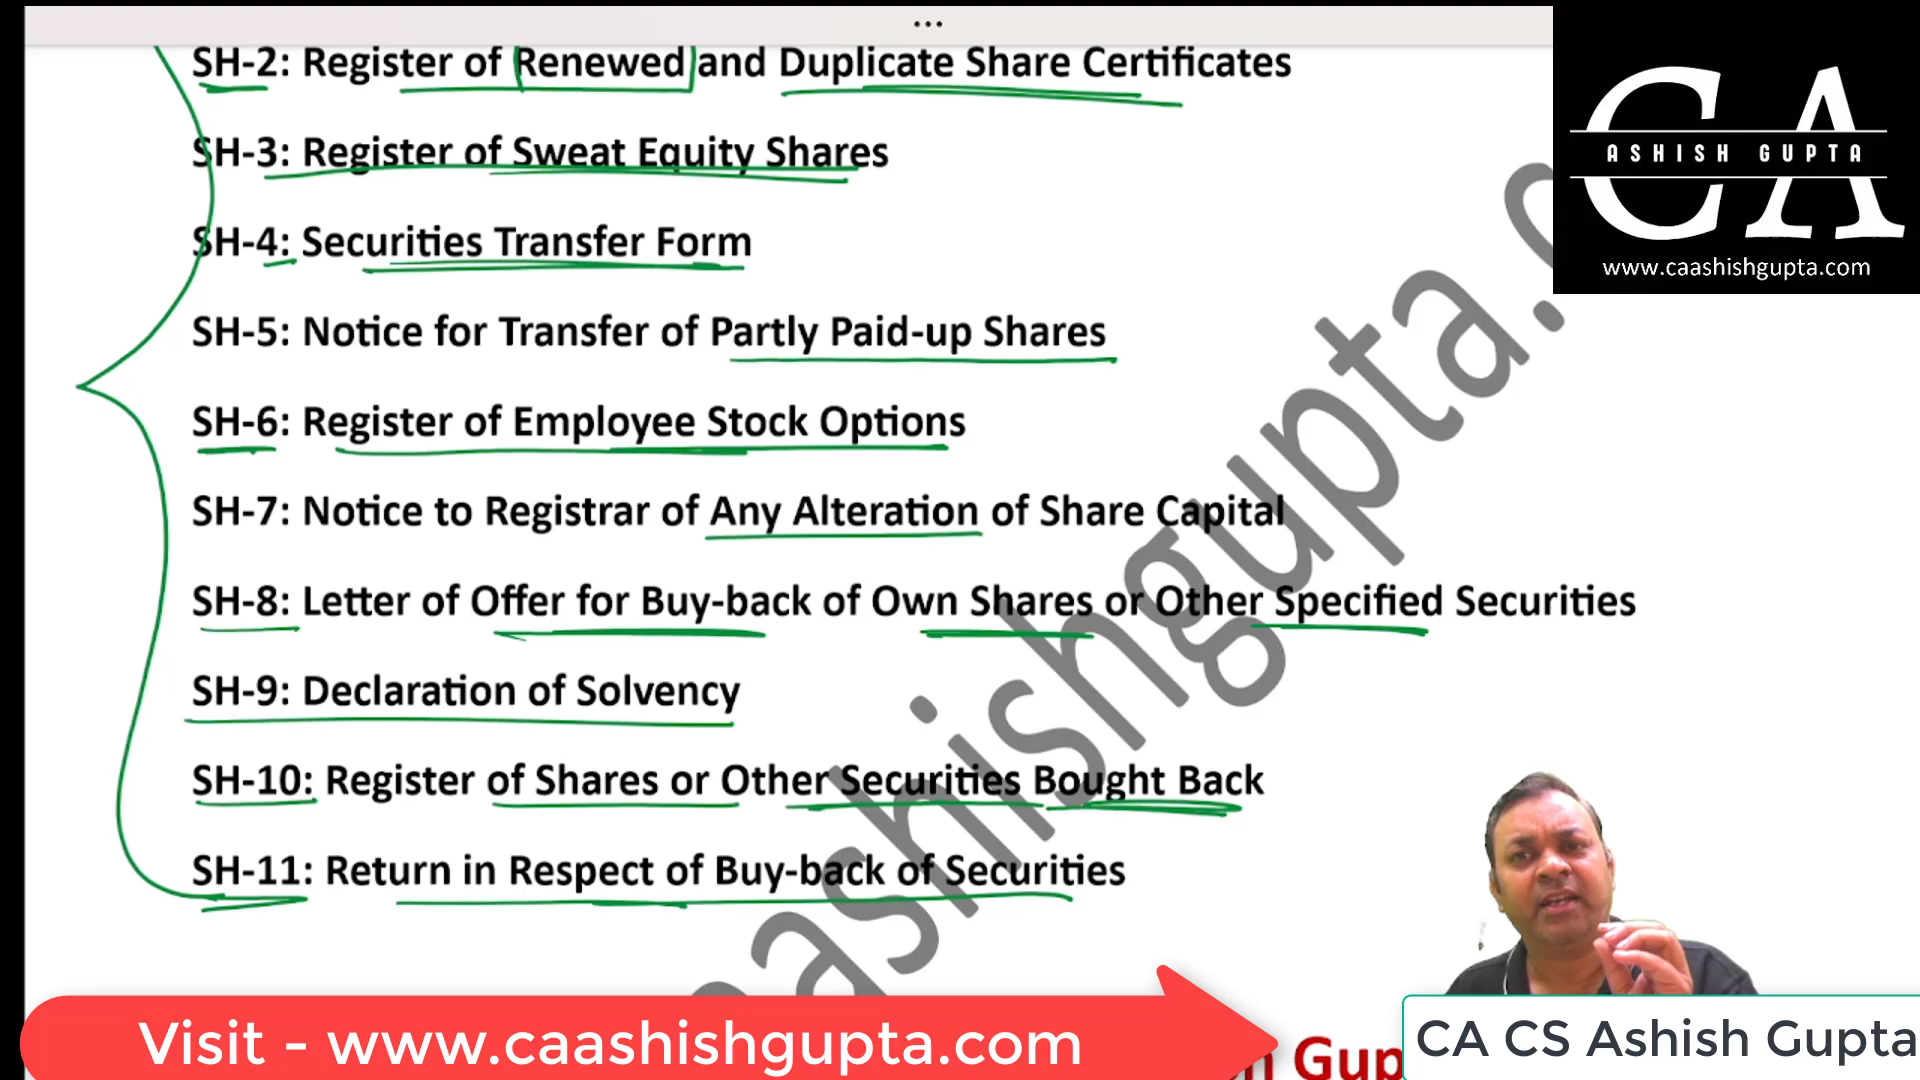 ...
SH-2: Register of Renewed and Duplicate Share Certificates
SH-3: Register of Sweat Equity Shares
SH-4: Securities Transfer Form
SH-5: Notice for Transfer of Partly Paid-up Shares
SH-6: Register of Employee Stock Options
SH-7: Notice to Registrar of Any Alteration of Share Capital
SH-8: Letter of Offer for Buy-back of Own Shares or Other Specified Securities
SH-9: Declaration of Solvency
SH-10: Register of Shares or Other Securities Bought Back
SH-11: Return in Respect of Buy-back of Securities
CA
ASHISH GUPTA
www.caashishgupta.com
caashishgupta.c
Visit - www.caashishgupta.com
h Gup
CA CS Ashish Gupta